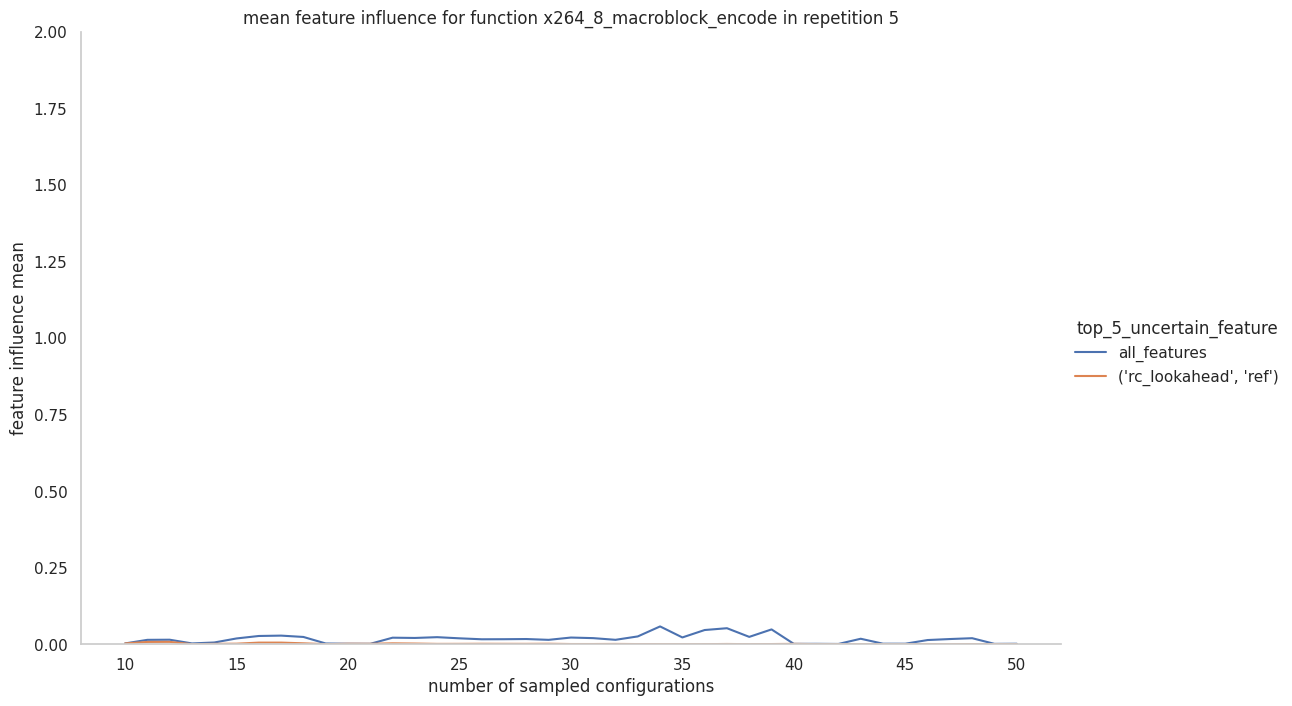 mean feature influence for function x264_8_macroblock_encode in repetition 5
2.00
1.75
1.50
1.25
1.00
0.75
0.50
0.25
0.00
feature influence mean
10 15 20 25 30 35 40 45 50
number of sampled configurations
top_5_uncertain_feature
all_features
('rc_lookahead', 'ref')